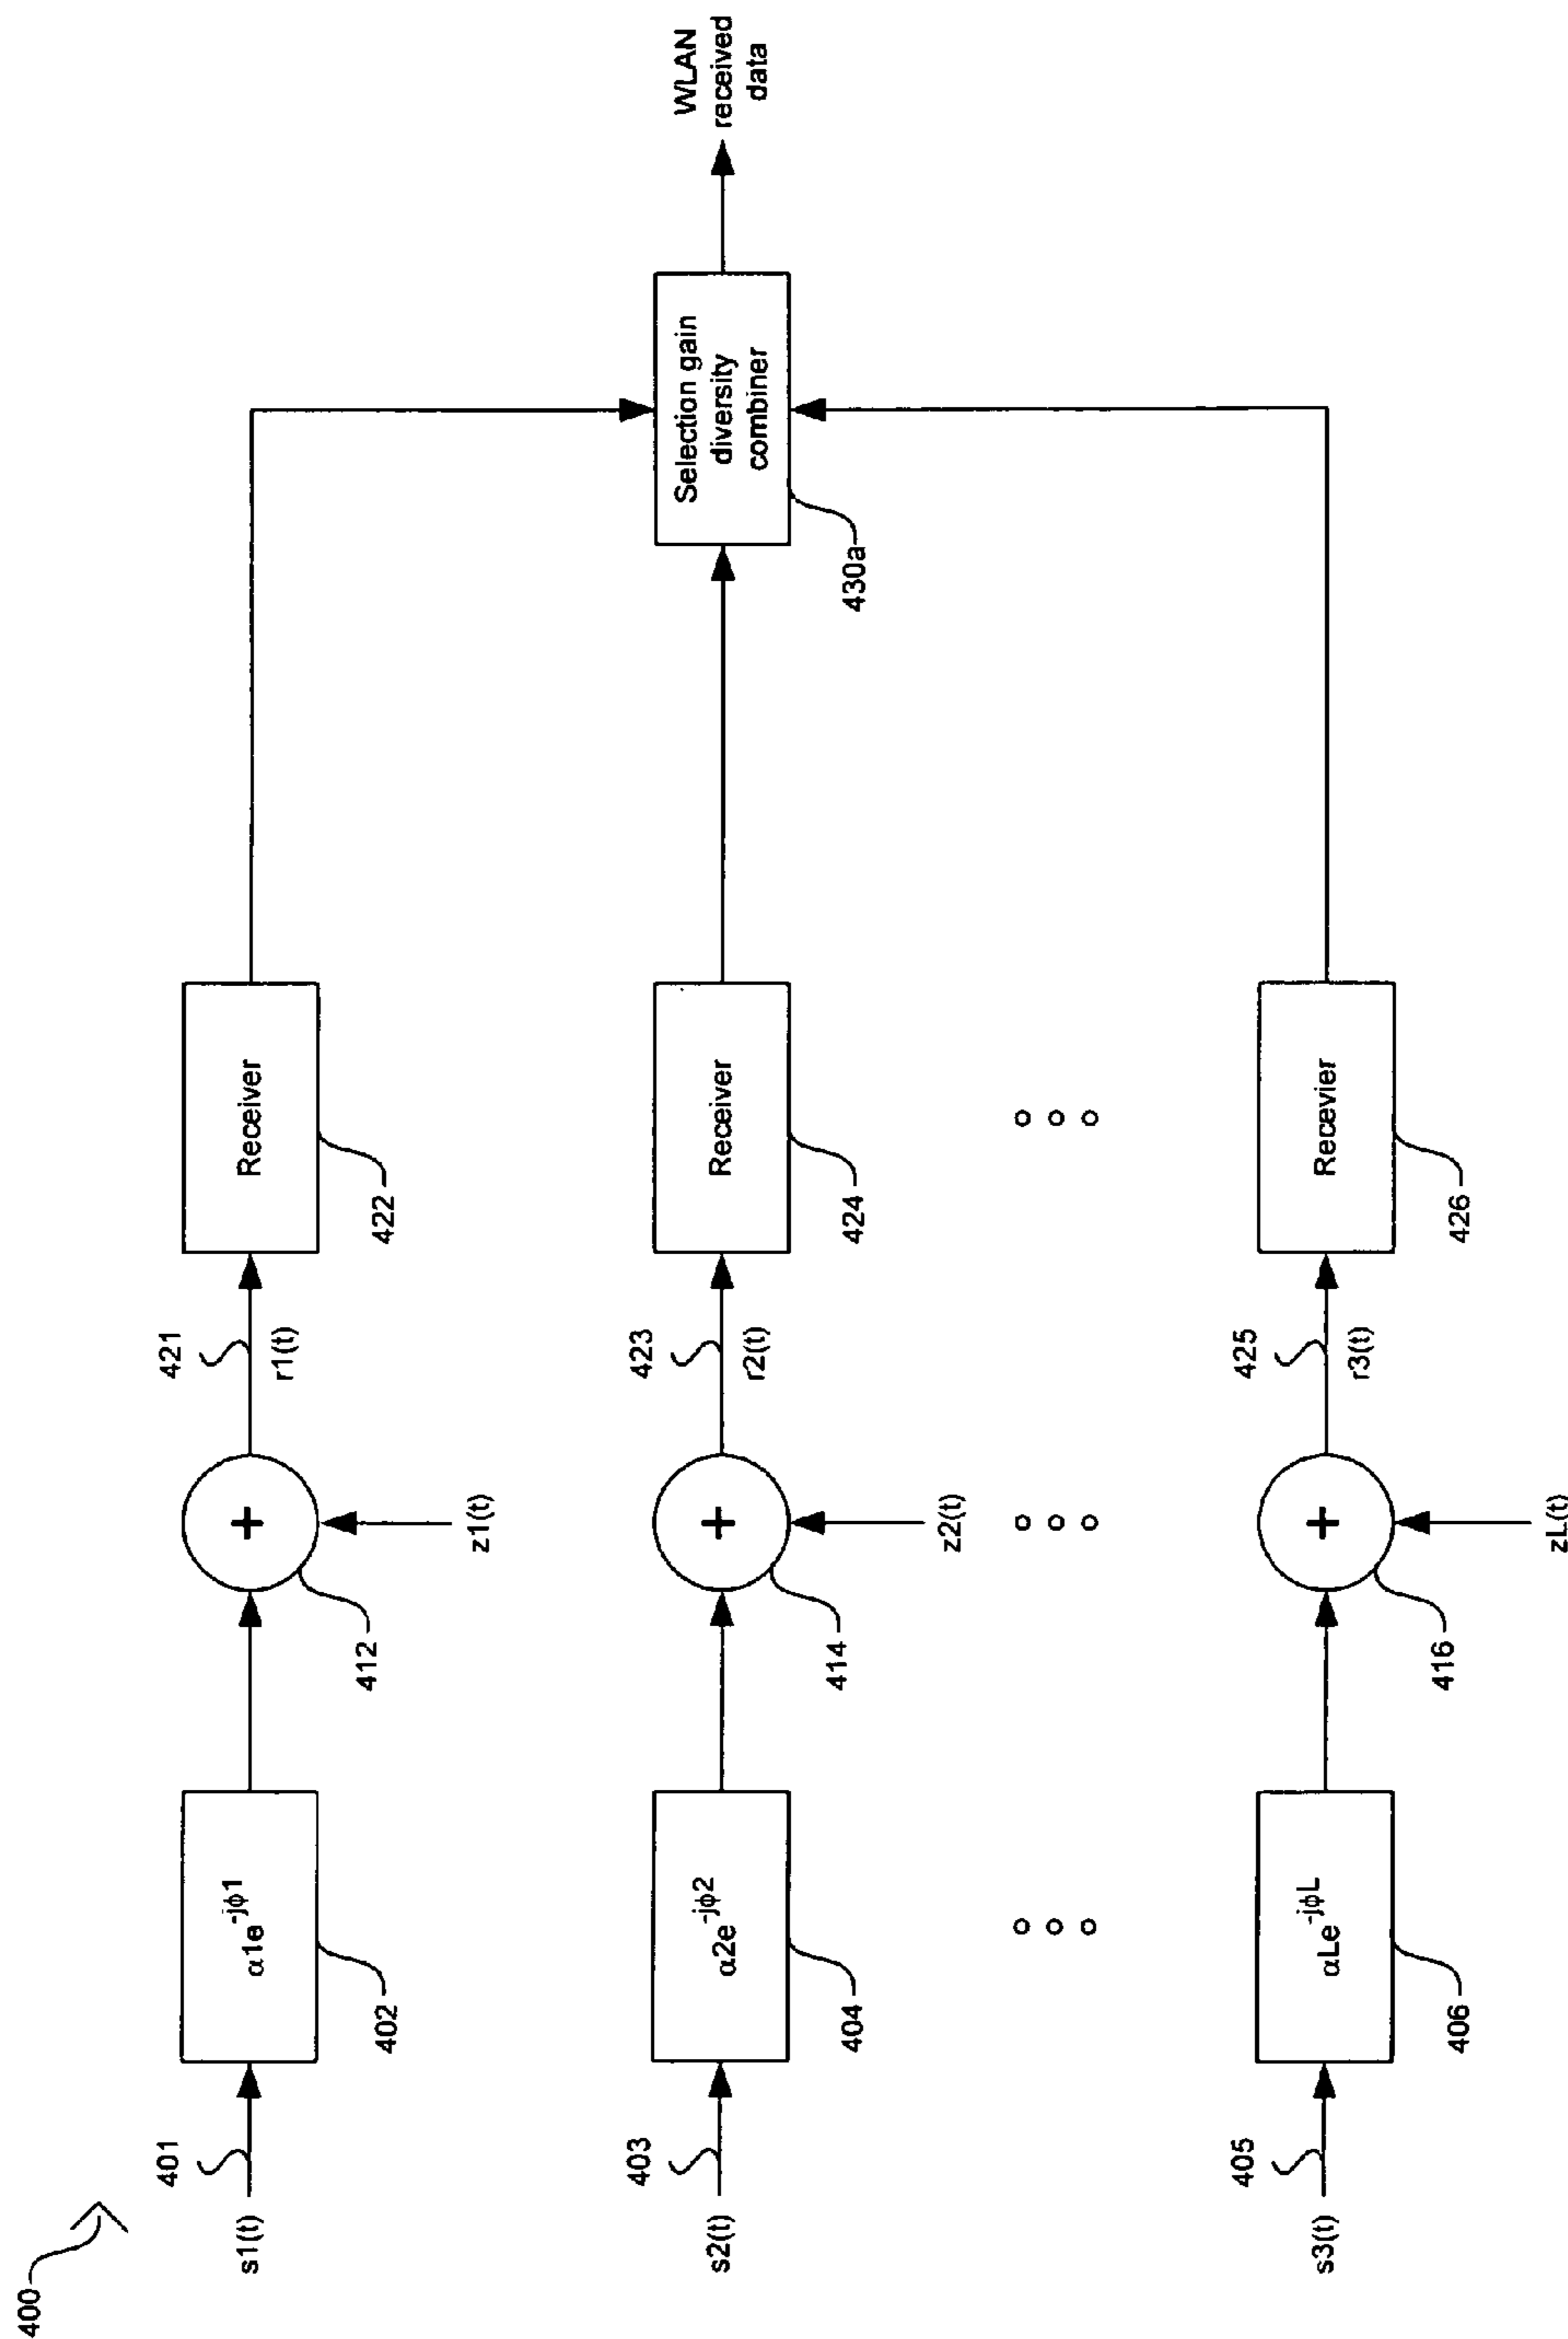 400
401
s1(t)
α1e^-jφ1
402
412
z1(t)
421
r1(t)
Receiver
422
403
s2(t)
α2e^-jφ2
404
414
z2(t)
423
r2(t)
Receiver
424
405
s3(t)
αLe^-jφL
406
416
zL(t)
425
r3(t)
Recevier
426
Selection gain
diversity
combiner
430a
WLAN
received
data
+
+
+